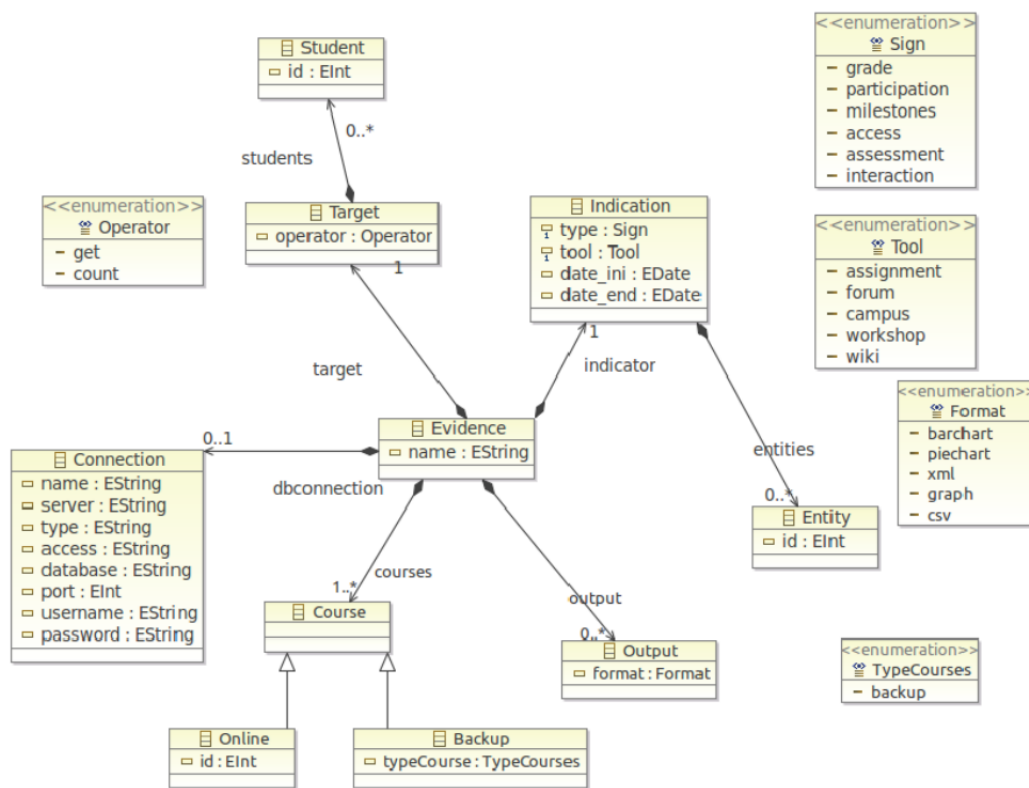 Student
id : EInt
0..*
students
<<enumeration>>
Operator
get
count
Target
operator : Operator
1
target
Indication
type : Sign
tool : Tool
date_ini : EDate
date_end : EDate
1
indicator
<<enumeration>>
Sign
grade
participation
milestones
access
assessment
interaction
<<enumeration>>
Tool
assignment
forum
campus
workshop
wiki
<<enumeration>>
Format
barchart
piechart
xml
graph
csv
Evidence
name : EString
0..1
dbconnection
Connection
name : EString
server : EString
type : EString
access : EString
database : EString
port : EInt
username : EString
password : EString
entities
0..*
Entity
id : EInt
courses
1..*
Course
output
0..*
Output
format : Format
<<enumeration>>
TypeCourses
backup
Online
id : EInt
Backup
typeCourse : TypeCourses